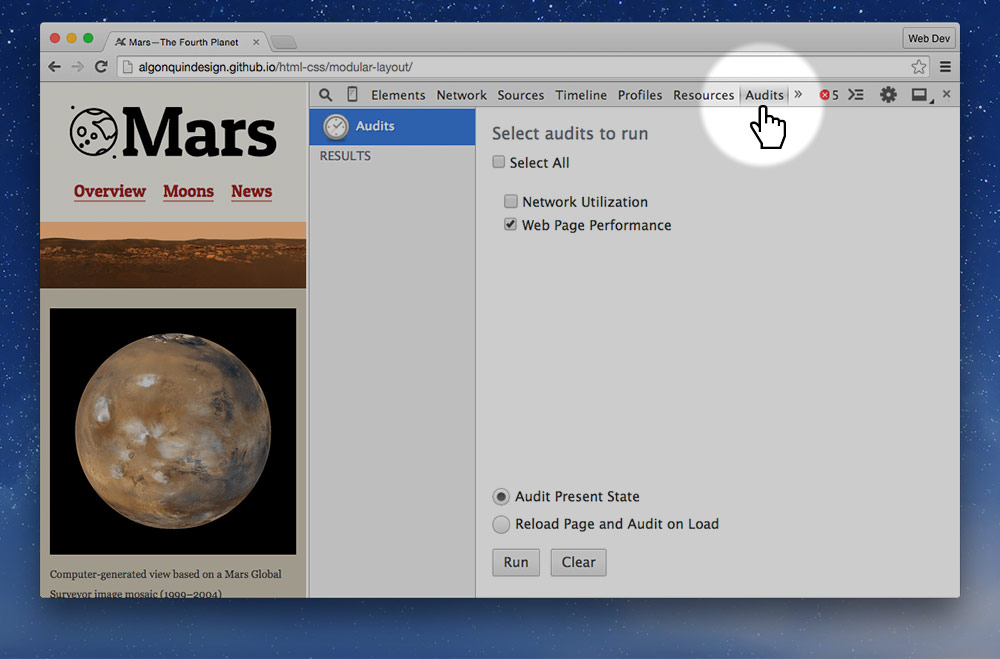 Mars—The Fourth Planet
Web Dev
algonquindesign.github.io/html-css/modular-layout/
Elements Network Sources Timeline Profiles Resources Audits » 5
Mars
Overview Moons News
Computer-generated view based on a Mars Global
Surveyor image mosaic (1999–2004)
Audits
RESULTS
Select audits to run
Select All
Network Utilization
Web Page Performance
Audit Present State
Reload Page and Audit on Load
Run Clear